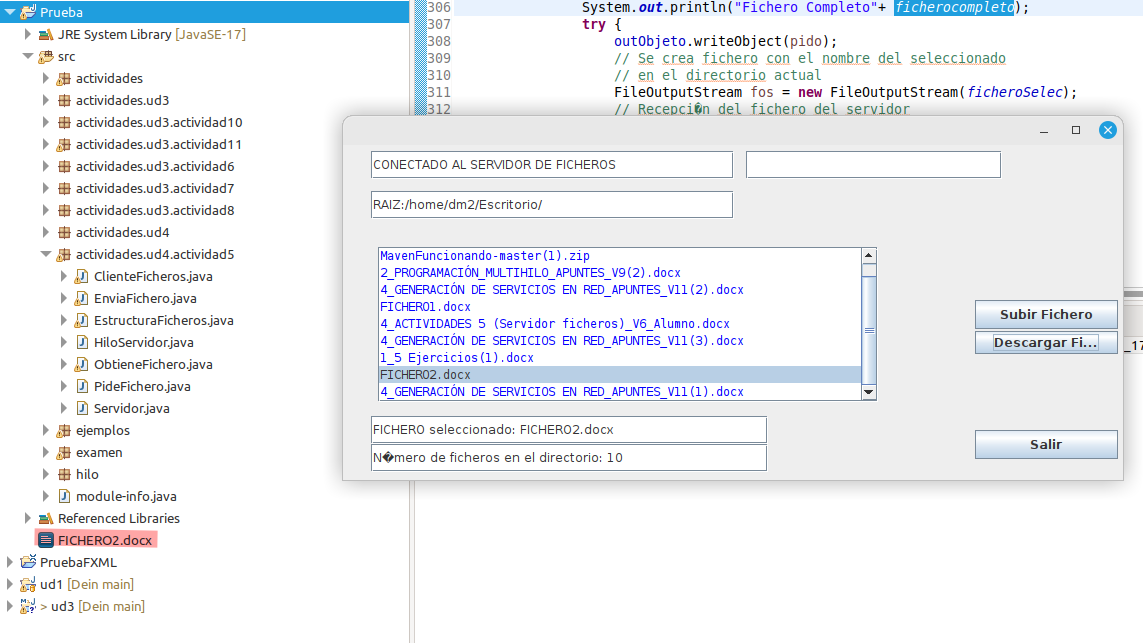 Prueba
JRE System Library [JavaSE-17]
src
actividades
actividades.ud3
actividades.ud3.actividad10
actividades.ud3.actividad11
actividades.ud3.actividad6
actividades.ud3.actividad7
actividades.ud3.actividad8
actividades.ud4
actividades.ud4.actividad5
ClienteFicheros.java
EnviaFichero.java
EstructuraFicheros.java
HiloServidor.java
ObtieneFichero.java
PideFichero.java
Servidor.java
ejemplos
examen
hilo
module-info.java
Referenced Libraries
FICHERO2.docx
PruebaFXML
ud1 [Dein main]
> ud3 [Dein main]
306 System.out.println("Fichero Completo"+ ficherocompleto);
307 try {
308 outObjeto.writeObject(pido);
309 // Se crea fichero con el nombre del seleccionado
310 // en el directorio actual
311 FileOutputStream fos = new FileOutputStream(ficheroSelec);
312 // Recepci�n del fichero del servidor
CONECTADO AL SERVIDOR DE FICHEROS
RAIZ:/home/dm2/Escritorio/
MavenFuncionando-master(1).zip
2_PROGRAMACIÓN_MULTIHILO_APUNTES_V9(2).docx
4_GENERACIÓN DE SERVICIOS EN RED_APUNTES_V11(2).docx
FICHERO1.docx
4_ACTIVIDADES 5 (Servidor ficheros)_V6_Alumno.docx
4_GENERACIÓN DE SERVICIOS EN RED_APUNTES_V11(3).docx
1_5 Ejercicios(1).docx
FICHERO2.docx
4_GENERACIÓN DE SERVICIOS EN RED_APUNTES_V11(1).docx
Subir Fichero
Descargar Fi...
_17
FICHERO seleccionado: FICHERO2.docx
N�mero de ficheros en el directorio: 10
Salir